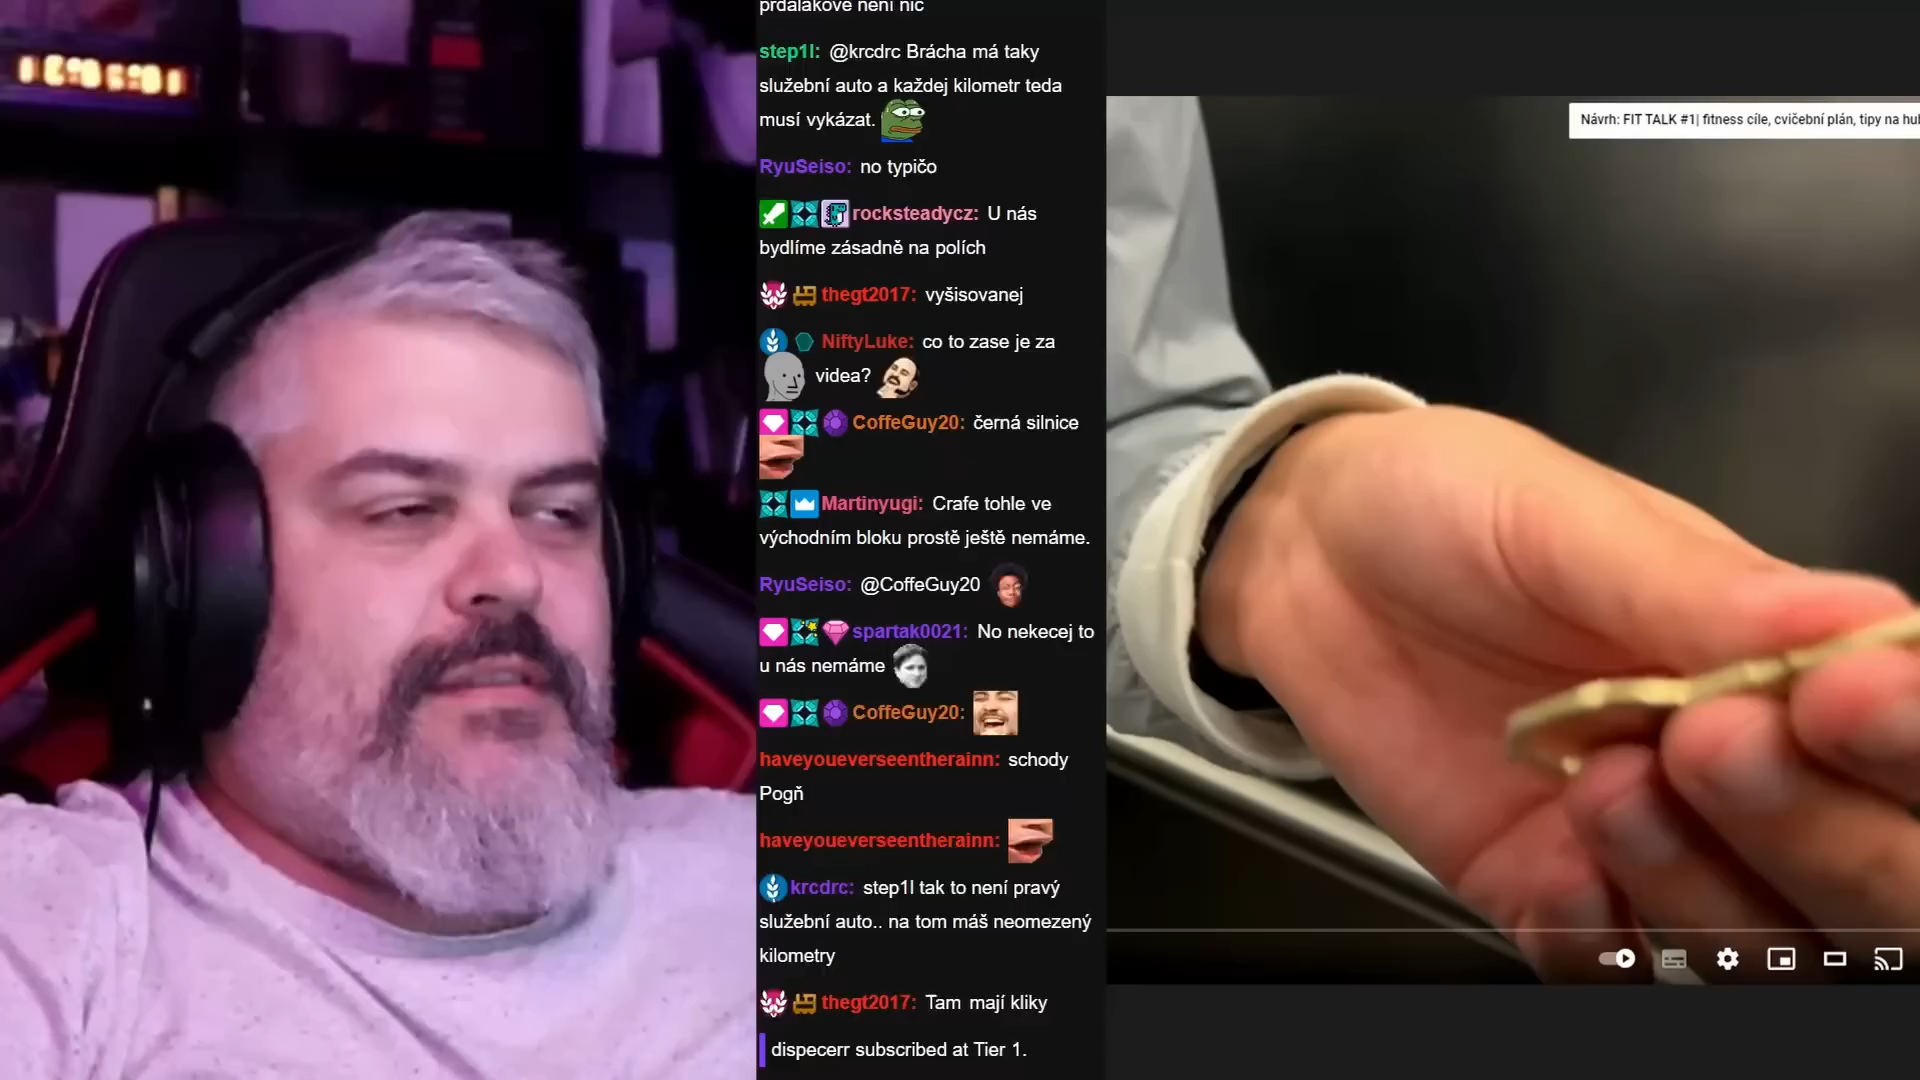 prdalákově není nic
step1l: @krcdrc Brácha má taky
služební auto a každej kilometr teda
musí vykázat.
RyuSeiso: no typičo
rocksteadycz: U nás
bydlíme zásadně na polích
thegt2017: vyšisovanej
NiftyLuke: co to zase je za
videa?
CoffeGuy20: černá silnice
Martinyugi: Crafe tohle ve
východním bloku prostě ještě nemáme.
RyuSeiso: @CoffeGuy20
spartak0021: No nekecej to
u nás nemáme
CoffeGuy20:
haveyoueverseentherainn: schody
Pogň
haveyoueverseentherainn:
krcdrc: step1l tak to není pravý
služební auto.. na tom máš neomezený
kilometry
thegt2017: Tam mají kliky
dispecerr subscribed at Tier 1.
Návrh: FIT TALK #1| fitness cíle, cvičební plán, tipy na